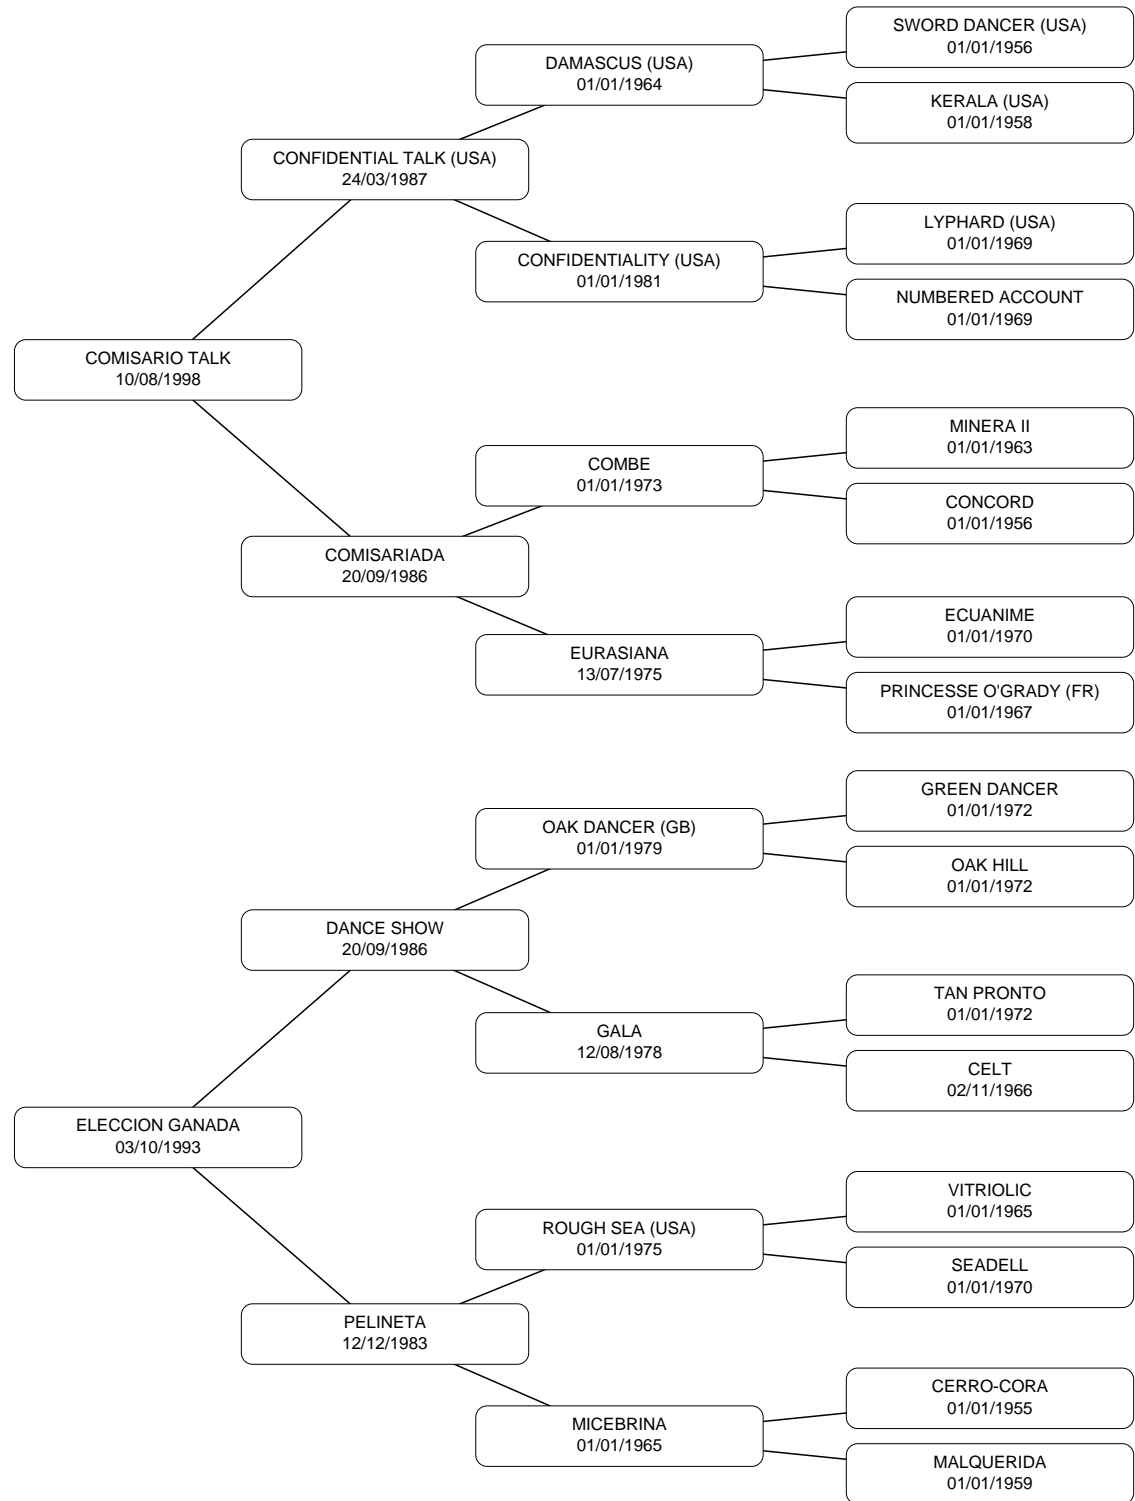 SWORD DANCER (USA)
01/01/1956
DAMASCUS (USA)
01/01/1964
KERALA (USA)
01/01/1958
CONFIDENTIAL TALK (USA)
24/03/1987
LYPHARD (USA)
01/01/1969
CONFIDENTIALITY (USA)
01/01/1981
NUMBERED ACCOUNT
01/01/1969
COMISARIO TALK
10/08/1998
MINERA II
01/01/1963
COMBE
01/01/1973
CONCORD
01/01/1956
COMISARIADA
20/09/1986
ECUANIME
01/01/1970
EURASIANA
13/07/1975
PRINCESSE O'GRADY (FR)
01/01/1967
GREEN DANCER
01/01/1972
OAK DANCER (GB)
01/01/1979
OAK HILL
01/01/1972
DANCE SHOW
20/09/1986
TAN PRONTO
01/01/1972
GALA
12/08/1978
CELT
02/11/1966
ELECCION GANADA
03/10/1993
VITRIOLIC
01/01/1965
ROUGH SEA (USA)
01/01/1975
SEADELL
01/01/1970
PELINETA
12/12/1983
CERRO-CORA
01/01/1955
MICEBRINA
01/01/1965
MALQUERIDA
01/01/1959